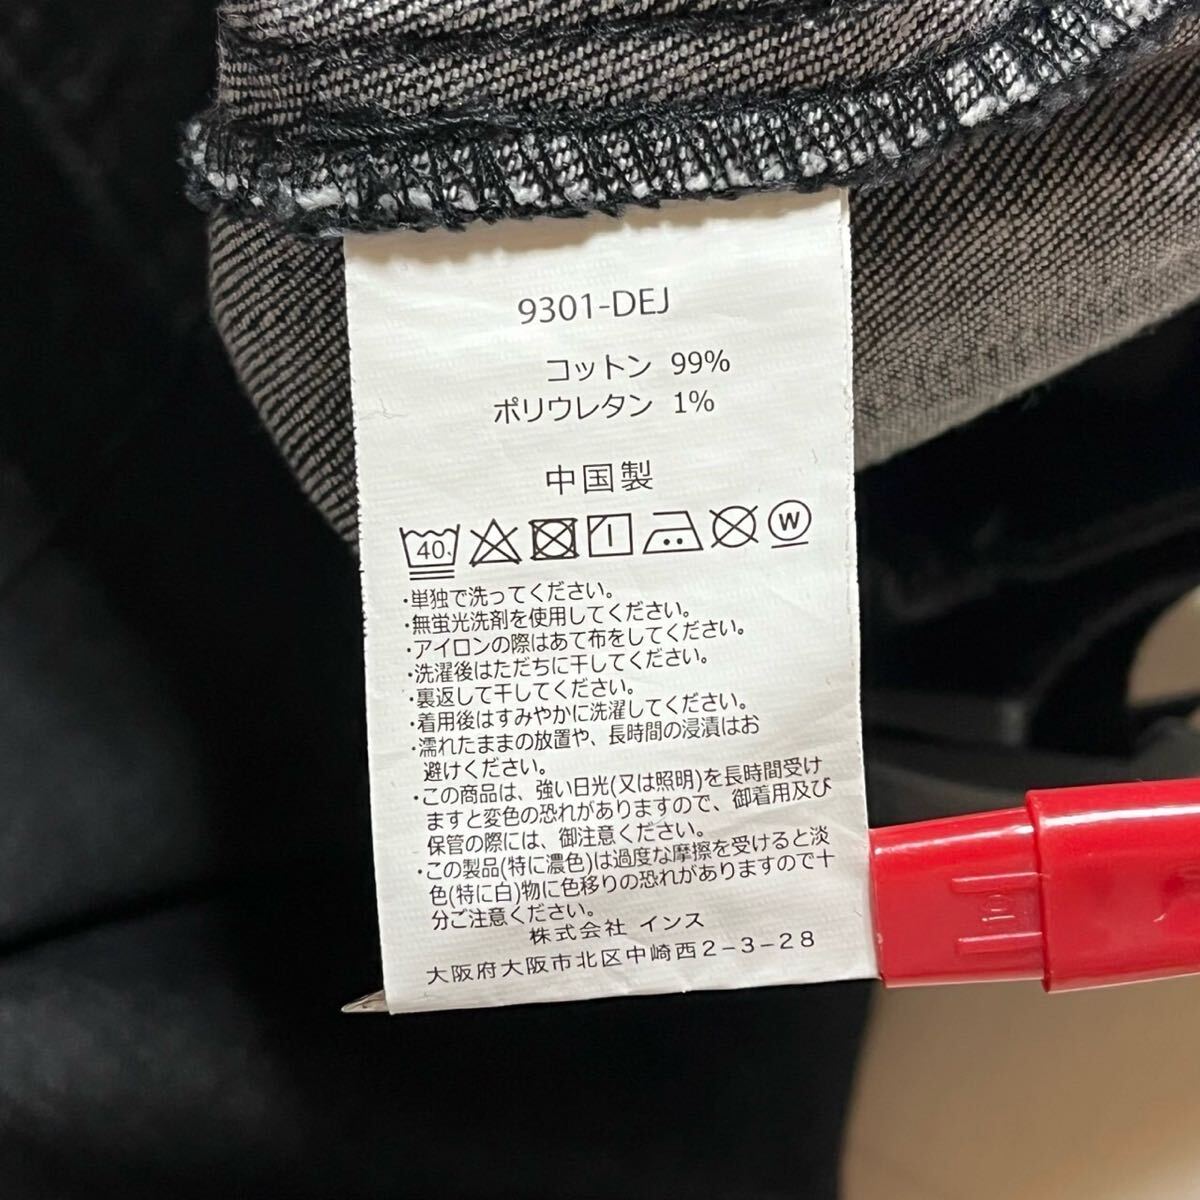 9301-DEJ
コットン 99%
ポリウレタン 1%
中国製
40 W
・単独で洗ってください。
・無蛍光洗剤を使用してください。
・アイロンの際はあて布をしてください。
・洗濯後はただちに干してください。
・裏返して干してください。
・着用後はすみやかに洗濯してください。
・濡れたままの放置や、長時間の浸漬はお
避けください。
・この商品は、強い日光(又は照明)を長時間受け
ますと変色の恐れがありますので、御着用及び
保管の際には、御注意ください。
・この製品(特に濃色)は過度な摩擦を受けると淡
色(特に白)物に色移りの恐れがありますので十
分ご注意ください。
株式会社 インス
大阪府大阪市北区中崎西2-3-28